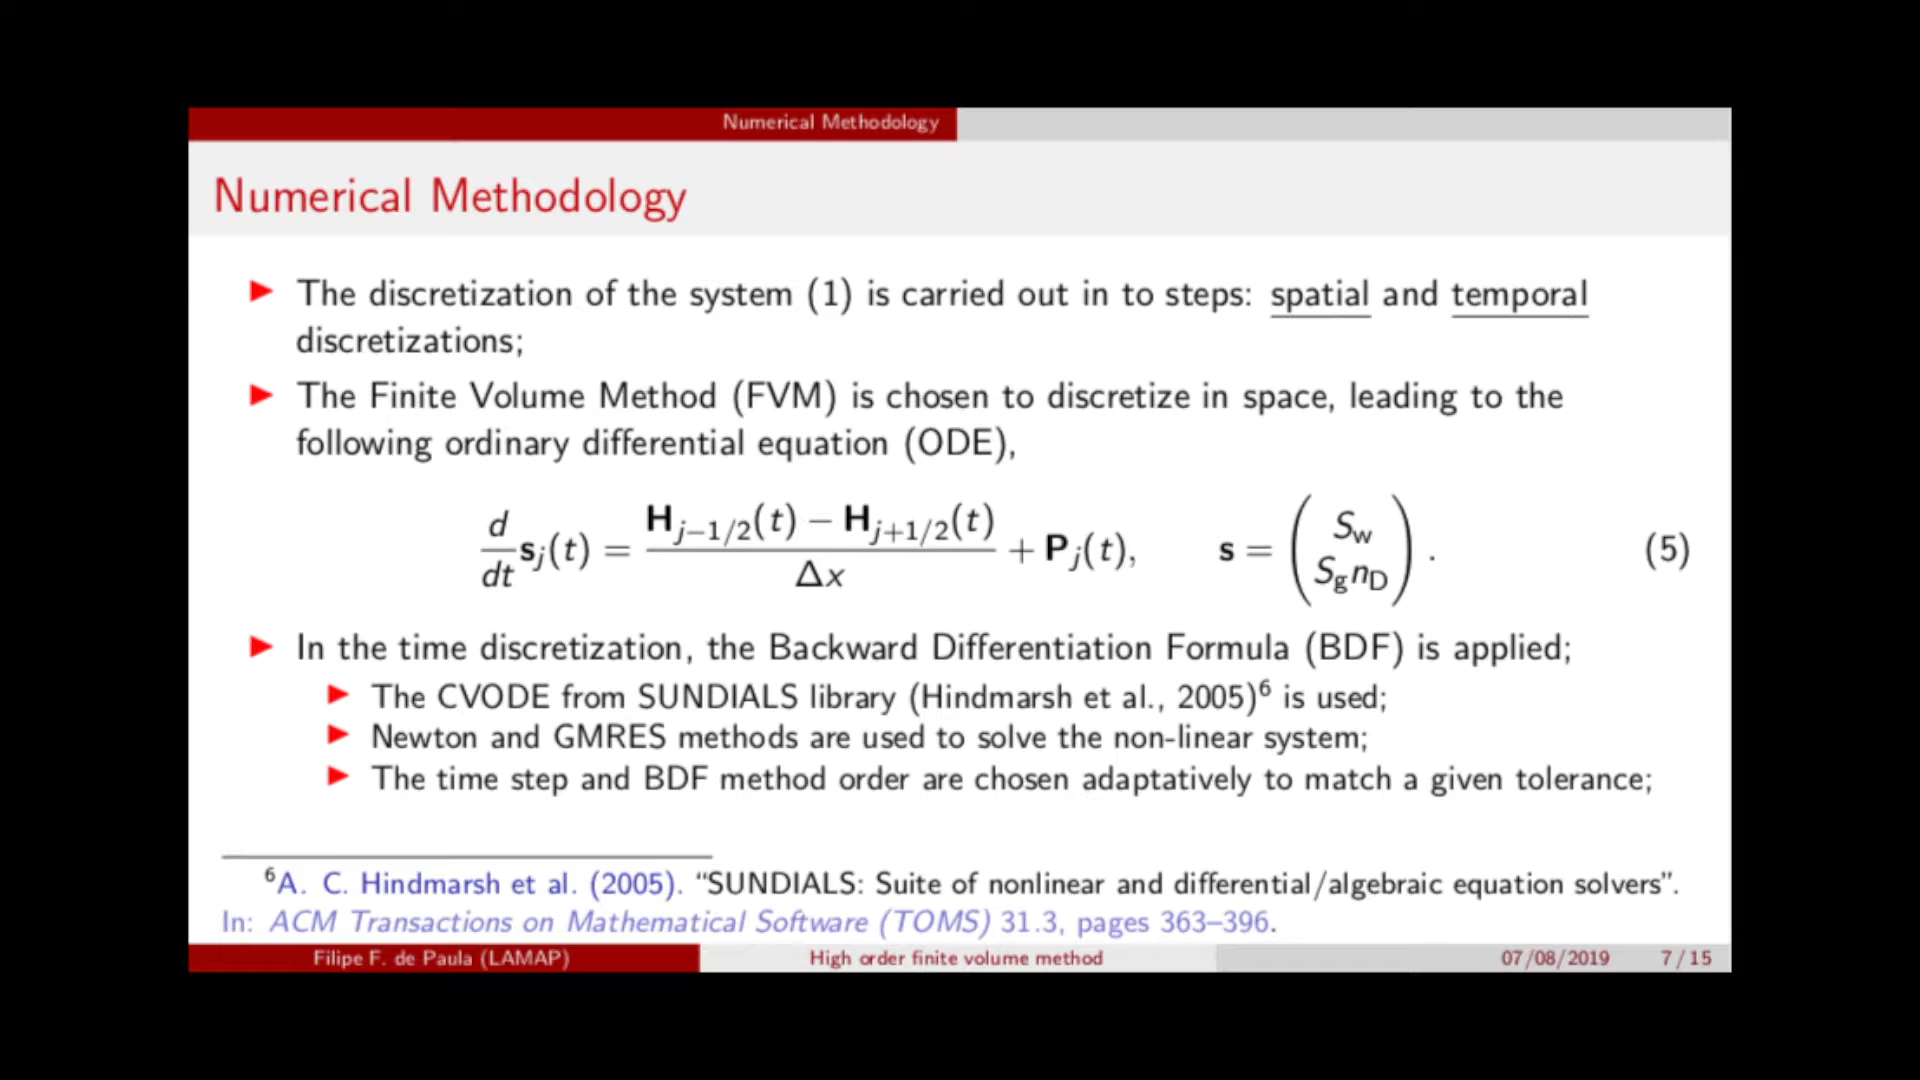 Numerical Methodology
Numerical Methodology
The discretization of the system (1) is carried out in to steps: spatial and temporal
discretizations;
The Finite Volume Method (FVM) is chosen to discretize in space, leading to the
following ordinary differential equation (ODE),
d/dt s_j(t) = (H_{j−1/2}(t) − H_{j+1/2}(t))/Δx + P_j(t), s = (S_w S_g n_D). (5)
In the time discretization, the Backward Differentiation Formula (BDF) is applied;
The CVODE from SUNDIALS library (Hindmarsh et al., 2005)⁶ is used;
Newton and GMRES methods are used to solve the non-linear system;
The time step and BDF method order are chosen adaptatively to match a given tolerance;
⁶A. C. Hindmarsh et al. (2005). “SUNDIALS: Suite of nonlinear and differential/algebraic equation solvers”.
In: ACM Transactions on Mathematical Software (TOMS) 31.3, pages 363–396.
Filipe F. de Paula (LAMAP) High order finite volume method 07/08/2019 7 / 15